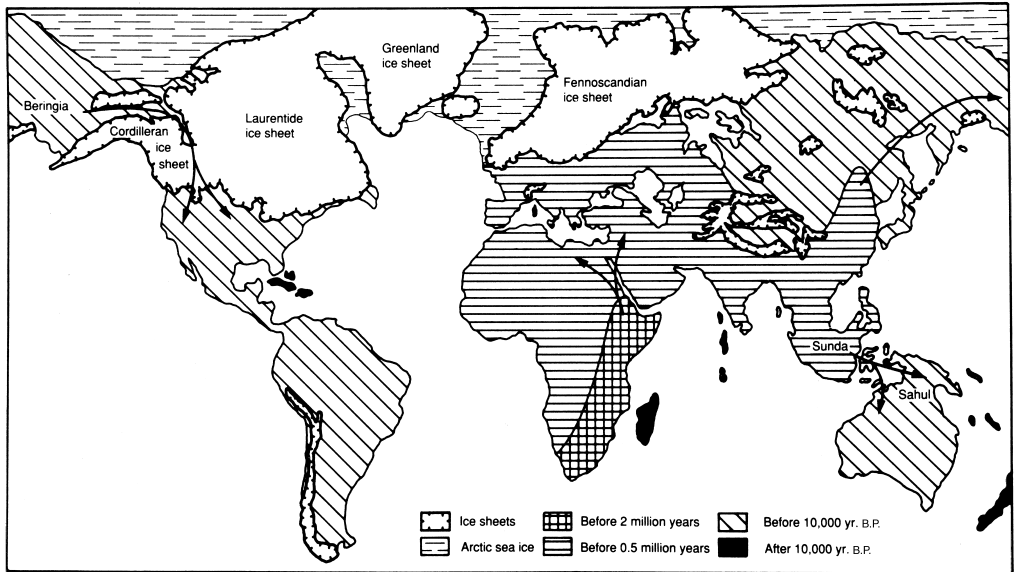 Greenland
ice sheet
Fennoscandian
ice sheet
Beringia
Laurentide
ice sheet
Cordilleran
ice
sheet
Sunda
Sahul
Ice sheets
Before 2 million years
Before 10,000 yr. B.P.
Arctic sea ice
Before 0.5 million years
After 10,000 yr. B.P.